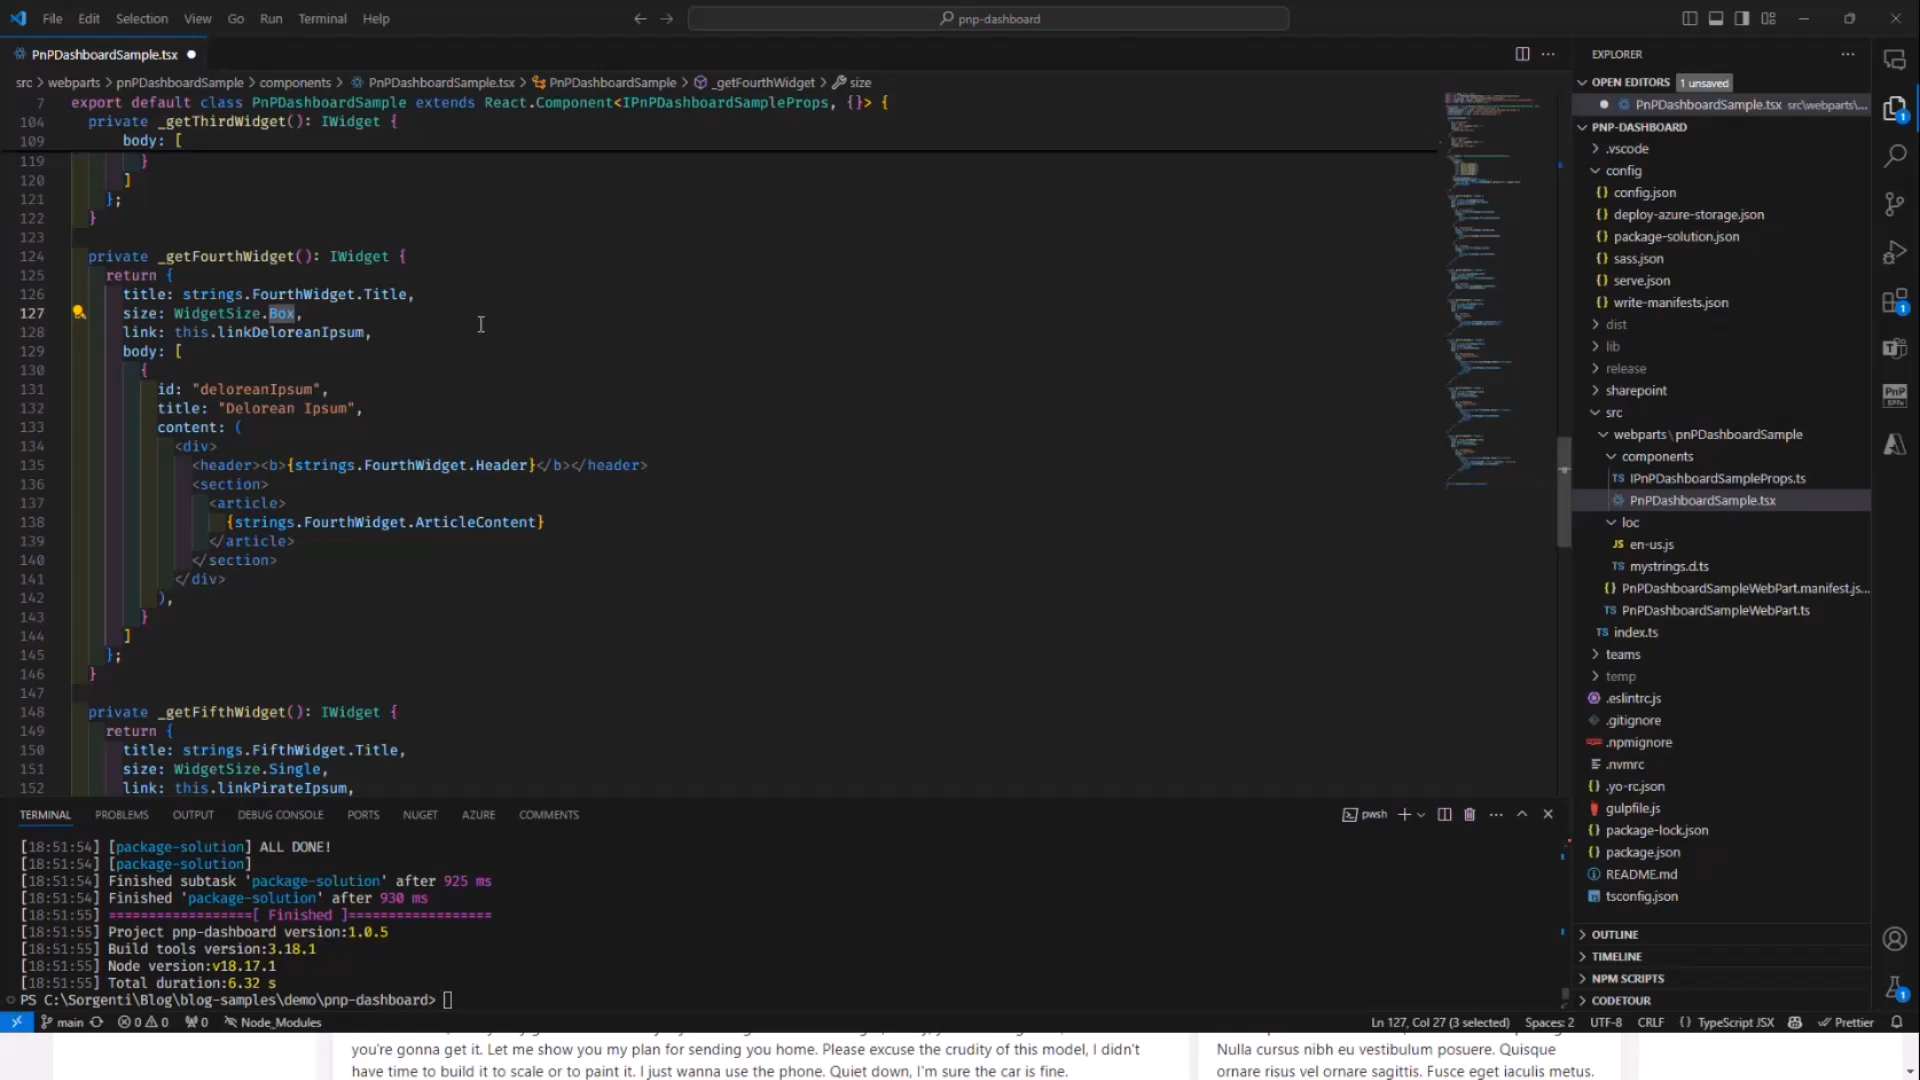 File Edit Selection View Go Run Terminal Help
pnp-dashboard
PnPDashboardSample.tsx
src > webparts > pnPDashboardSample > components > PnPDashboardSample.tsx > PnPDashboardSample > _getFourthWidget > size
7 export default class PnPDashboardSample extends React.Component<IPnPDashboardSampleProps, {}> {
104 private _getThirdWidget(): IWidget {
109 body: [
119 }
120 ]
121 };
122 }
123
124 private _getFourthWidget(): IWidget {
125 return {
126 title: strings.FourthWidget.Title,
127 size: WidgetSize.Box,
128 link: this.linkDeloreanIpsum,
129 body: [
130 {
131 id: "deloreanIpsum",
132 title: "Delorean Ipsum",
133 content: (
134 <div>
135 <header><b>{strings.FourthWidget.Header}</b></header>
136 <section>
137 <article>
138 {strings.FourthWidget.ArticleContent}
139 </article>
140 </section>
141 </div>
142 ),
143 }
144 ]
145 };
146 }
147
148 private _getFifthWidget(): IWidget {
149 return {
150 title: strings.FifthWidget.Title,
151 size: WidgetSize.Single,
152 link: this.linkPirateIpsum,
TERMINAL PROBLEMS OUTPUT DEBUG CONSOLE PORTS NUGET AZURE COMMENTS
pwsh
[18:51:54] [package-solution] ALL DONE!
[18:51:54] [package-solution]
[18:51:54] Finished subtask 'package-solution' after 925 ms
[18:51:54] Finished 'package-solution' after 930 ms
[18:51:55] ==================[ Finished ]==================
[18:51:55] Project pnp-dashboard version:1.0.5
[18:51:55] Build tools version:3.18.1
[18:51:55] Node version:v18.17.1
[18:51:55] Total duration:6.32 s
PS C:\Sorgenti\Blog\blog-samples\demo\pnp-dashboard>
EXPLORER
OPEN EDITORS 1 unsaved
PnPDashboardSample.tsx src\webparts\...
PNP-DASHBOARD
.vscode
config
config.json
deploy-azure-storage.json
package-solution.json
sass.json
serve.json
write-manifests.json
dist
lib
release
sharepoint
src
webparts\pnPDashboardSample
components
TS IPnPDashboardSampleProps.ts
PnPDashboardSample.tsx
loc
JS en-us.js
TS mystrings.d.ts
PnPDashboardSampleWebPart.manifest.js...
TS PnPDashboardSampleWebPart.ts
TS index.ts
teams
temp
.eslintrc.js
.gitignore
.npmignore
.nvmrc
.yo-rc.json
gulpfile.js
package-lock.json
package.json
README.md
tsconfig.json
OUTLINE
TIMELINE
NPM SCRIPTS
CODETOUR
1
1
PnP
1
main 0 0 0 Node_Modules
Ln 127, Col 27 (3 selected) Spaces: 2 UTF-8 CRLF {} TypeScript JSX Prettier
you're gonna get it. Let me show you my plan for sending you home. Please excuse the crudity of this model, I didn't
have time to build it to scale or to paint it. I just wanna use the phone. Quiet down, I'm sure the car is fine.
Nulla cursus nibh eu vestibulum posuere. Quisque
ornare risus vel ornare sagittis. Fusce eget iaculis metus.